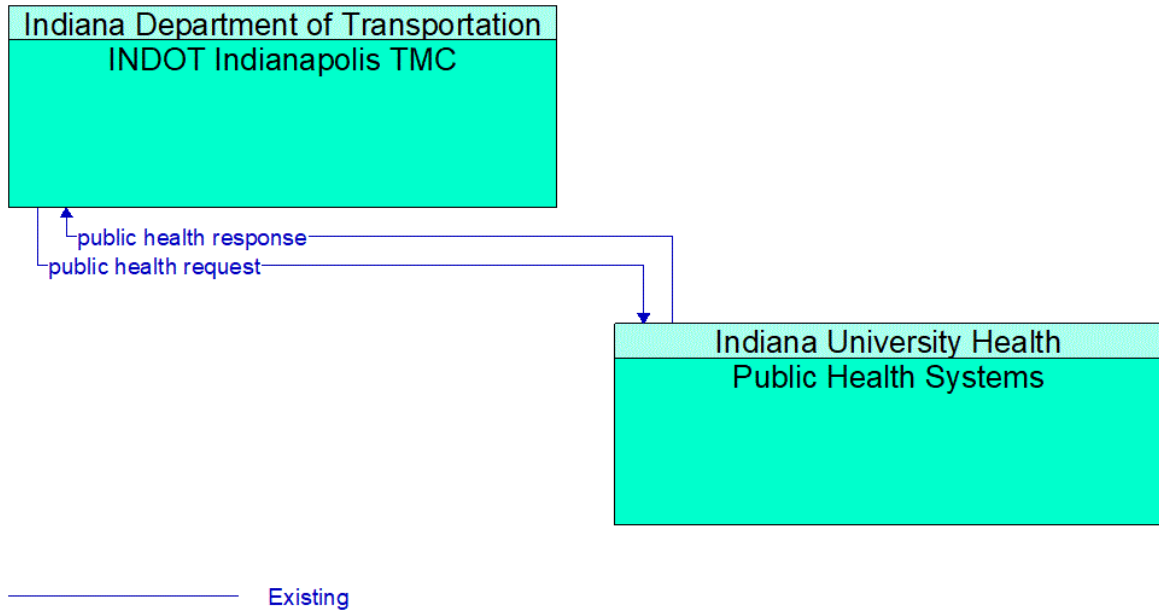 Indiana Department of Transportation
INDOT Indianapolis TMC
public health response
public health request
Indiana University Health
Public Health Systems
Existing